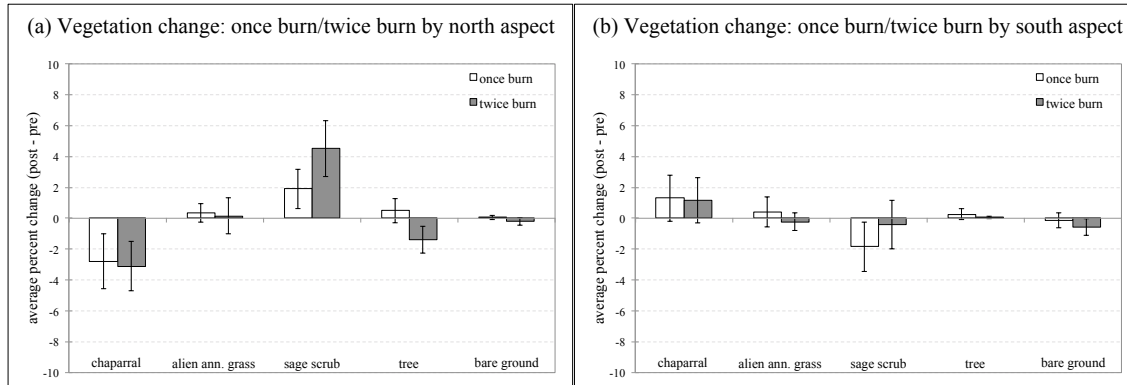 (a) Vegetation change: once burn/twice burn by north aspect
average percent change (post - pre)
10
8
6
4
2
0
-2
-4
-6
-8
-10
once burn
twice burn
chaparral alien ann. grass sage scrub tree bare ground
(b) Vegetation change: once burn/twice burn by south aspect
average percent change (post - pre)
10
8
6
4
2
0
-2
-4
-6
-8
-10
once burn
twice burn
chaparral alien ann. grass sage scrub tree bare ground